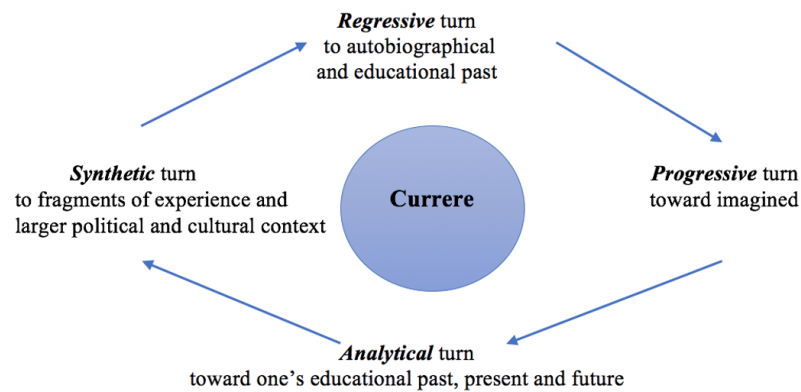 Regressive turn
to autobiographical
and educational past
Progressive turn
toward imagined
Analytical turn
toward one's educational past, present and future
Synthetic turn
to fragments of experience and
larger political and cultural context
Currere